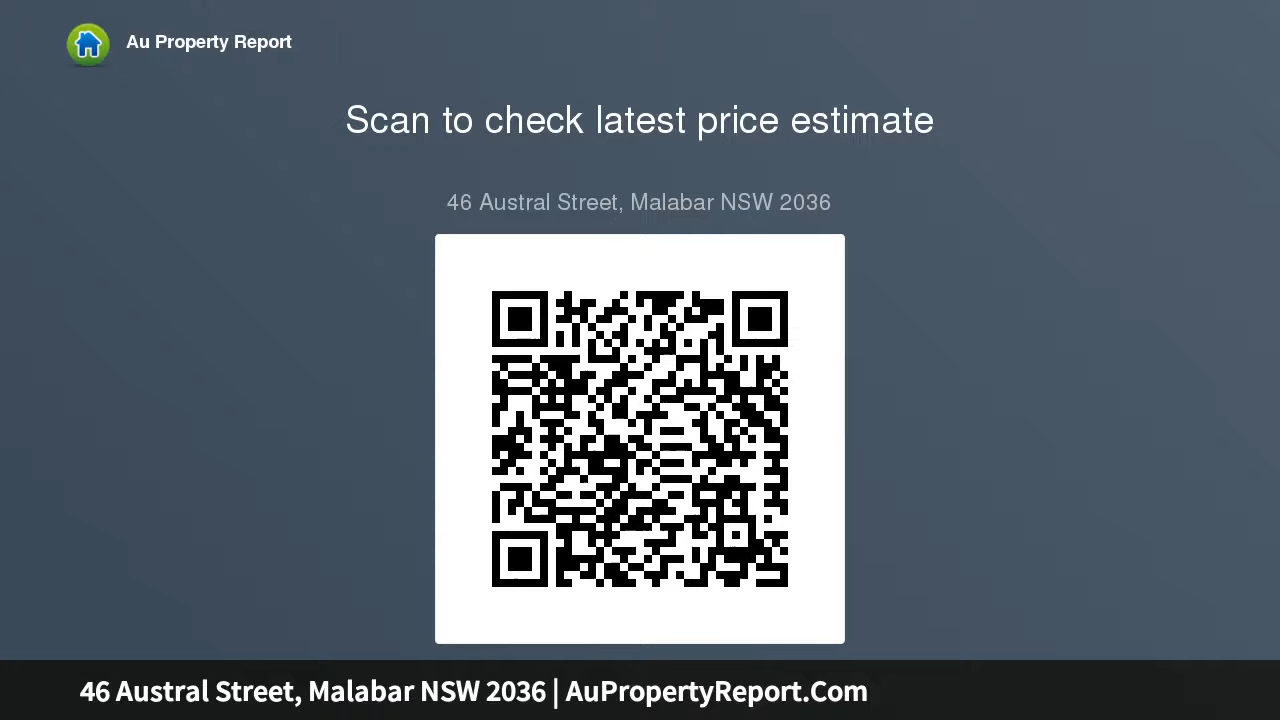 Au Property Report
Scan to check latest price estimate
46 Austral Street, Malabar NSW 2036
46 Austral Street, Malabar NSW 2036 | AuPropertyReport.Com